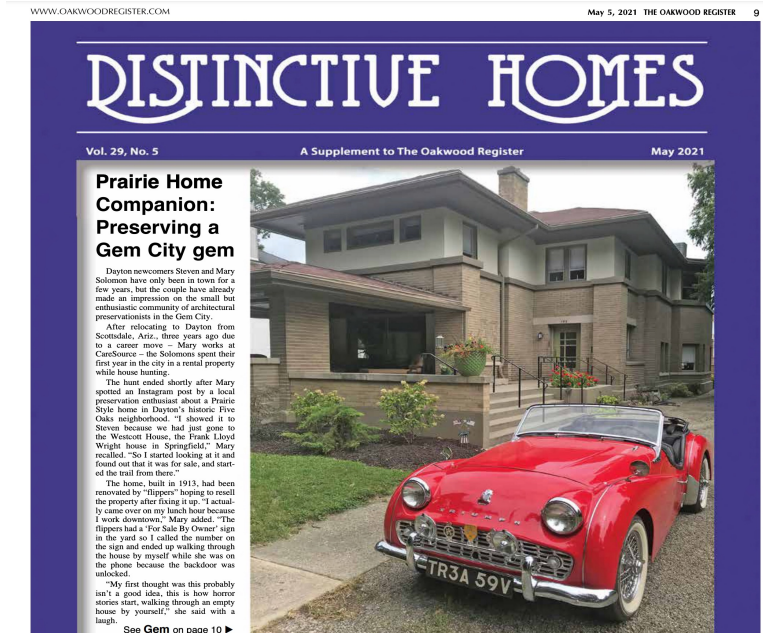 WWW.OAKWOODREGISTER.COM
May 5, 2021 THE OAKWOOD REGISTER 9
DISTINCTIVE HOMES
Vol. 29, No. 5 A Supplement to The Oakwood Register May 2021
Prairie Home
Companion:
Preserving a
Gem City gem
Dayton newcomers Steven and Mary
Solomon have only been in town for a
few years, but the couple have already
made an impression on the small but
enthusiastic community of architectural
preservationists in the Gem City.
After relocating to Dayton from
Scottsdale, Ariz., three years ago due
to a career move – Mary works at
CareSource – the Solomons spent their
first year in the city in a rental property
while house hunting.
The hunt ended shortly after Mary
spotted an Instagram post by a local
preservation enthusiast about a Prairie
Style home in Dayton's historic Five
Oaks neighborhood. "I showed it to
Steven because we had just gone to
the Westcott House, the Frank Lloyd
Wright house in Springfield," Mary
recalled. "So I started looking at it and
found out that it was for sale, and start-
ed the trail from there."
The home, built in 1913, had been
renovated by "flippers" hoping to resell
the property after fixing it up. "I actual-
ly came over on my lunch hour because
I work downtown," Mary added. "The
flippers had a 'For Sale By Owner' sign
in the yard so I called the number on
the sign and ended up walking through
the house by myself while she was on
the phone because the backdoor was
unlocked.
"My first thought was this probably
isn't a good idea, this is how horror
stories start, walking through an empty
house by yourself," she said with a
laugh.
See Gem on page 10 ►
TRIUMPH
TR3A 59V